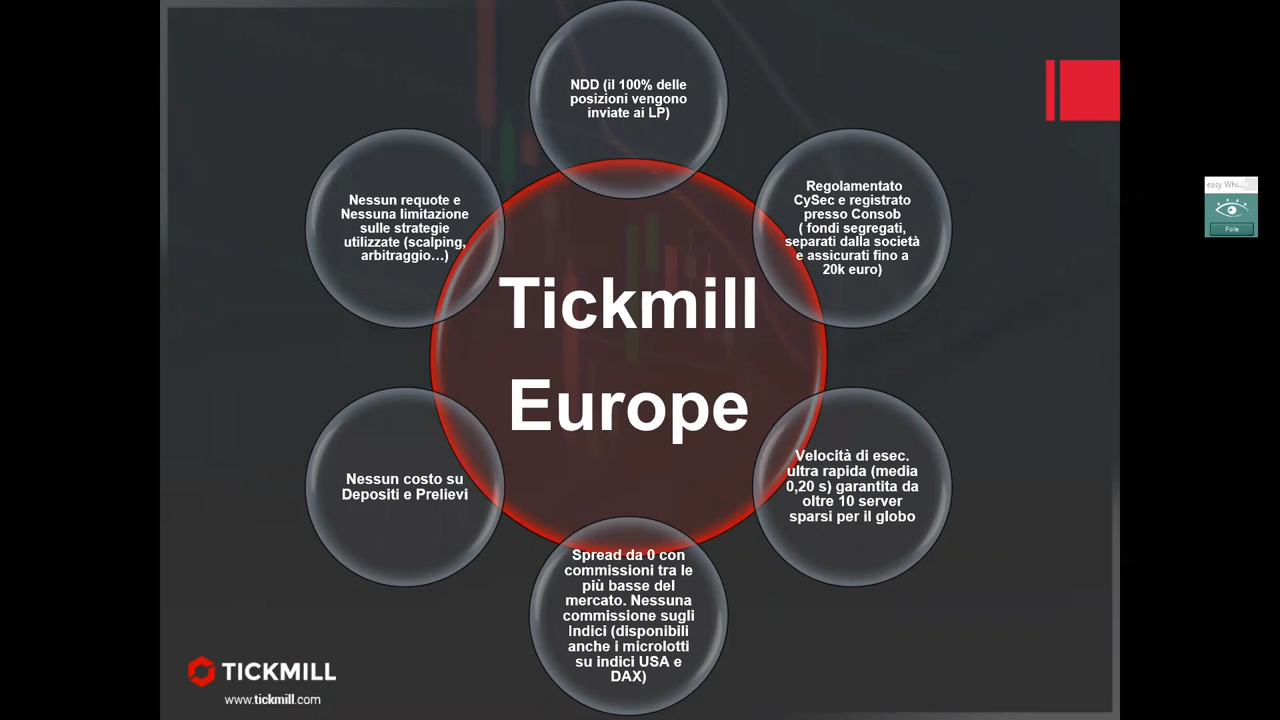 NDD (il 100% delle
posizioni vengono
inviate ai LP)
Regolamentato
CySec e registrato
presso Consob
( fondi segregati,
separati dalla società
e assicurati fino a
20k euro)
Velocità di esec.
ultra rapida (media
0,20 s) garantita da
oltre 10 server
sparsi per il globo
Spread da 0 con
commissioni tra le
più basse del
mercato. Nessuna
commissione sugli
Indici (disponibili
anche i microlotti
su indici USA e
DAX)
Nessun costo su
Depositi e Prelievi
Nessun requote e
Nessuna limitazione
sulle strategie
utilizzate (scalping,
arbitraggio...)
Tickmill
Europe
TICKMILL
www.tickmill.com
easy Whi...
Folie